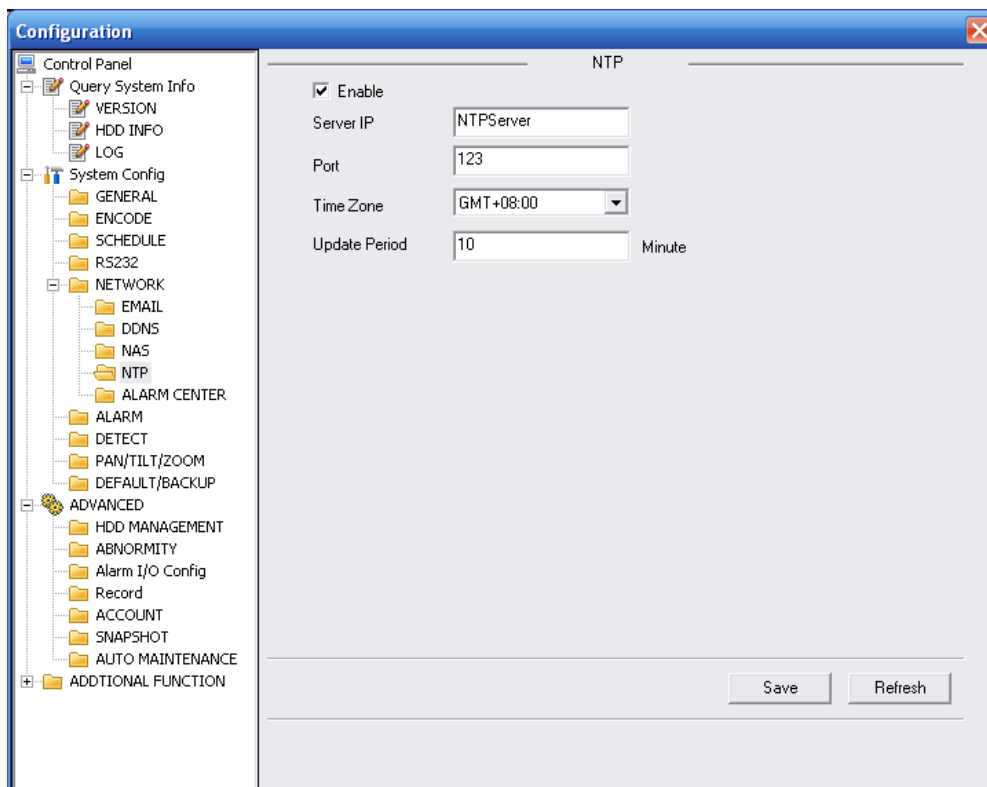 Configuration
Control Panel
Query System Info
VERSION
HDD INFO
LOG
System Config
GENERAL
ENCODE
SCHEDULE
RS232
NETWORK
EMAIL
DDNS
NAS
NTP
ALARM CENTER
ALARM
DETECT
PAN/TILT/ZOOM
DEFAULT/BACKUP
ADVANCED
HDD MANAGEMENT
ABNORMITY
Alarm I/O Config
Record
ACCOUNT
SNAPSHOT
AUTO MAINTENANCE
ADDTIONAL FUNCTION
NTP
Enable
Server IP NTPServer
Port 123
Time Zone GMT+08:00
Update Period 10 Minute
Save Refresh